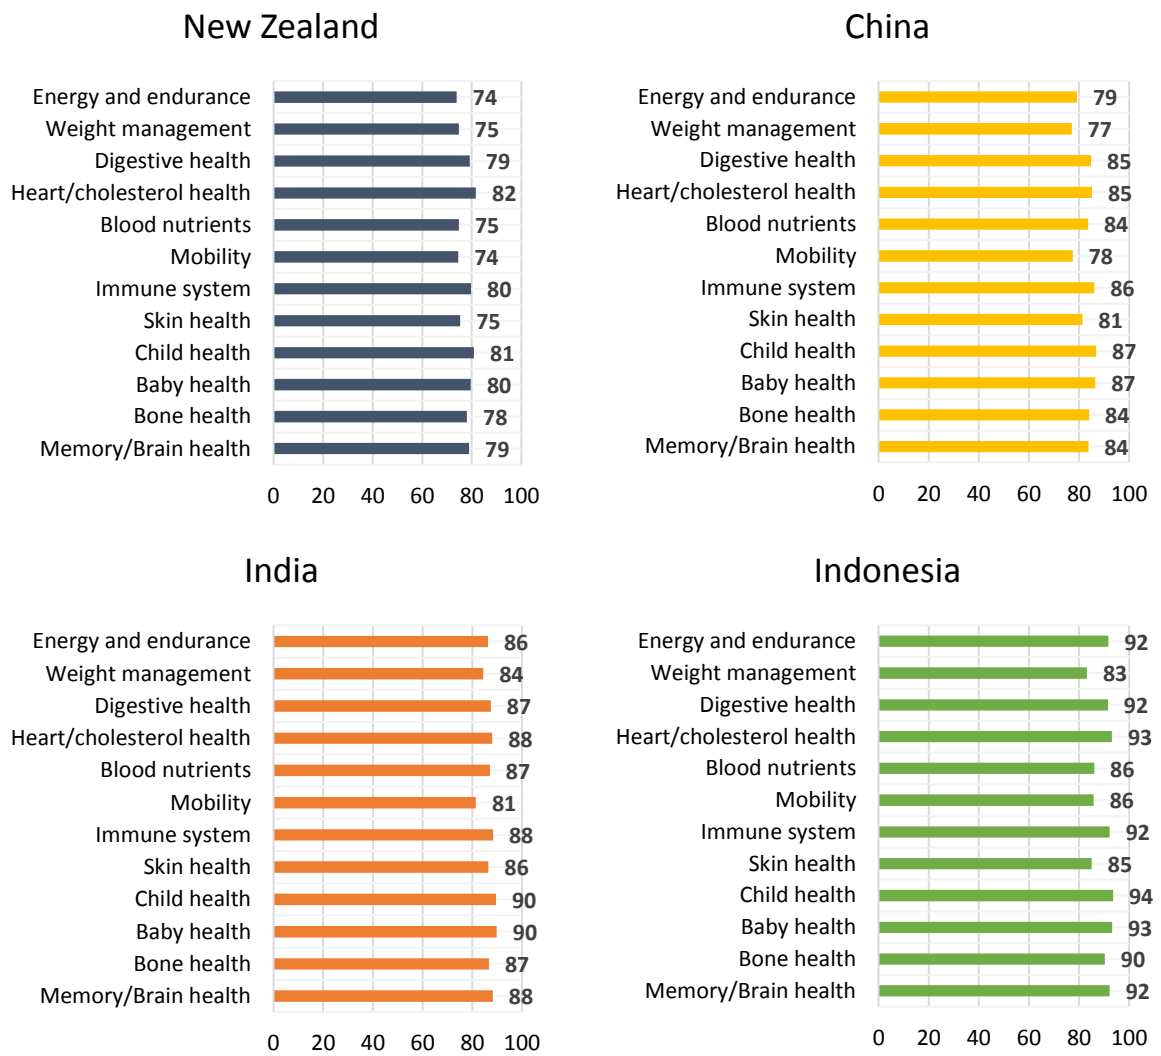 New Zealand
Energy and endurance 74
Weight management 75
Digestive health 79
Heart/cholesterol health 82
Blood nutrients 75
Mobility 74
Immune system 80
Skin health 75
Child health 81
Baby health 80
Bone health 78
Memory/Brain health 79
0 20 40 60 80 100
China
Energy and endurance 79
Weight management 77
Digestive health 85
Heart/cholesterol health 85
Blood nutrients 84
Mobility 78
Immune system 86
Skin health 81
Child health 87
Baby health 87
Bone health 84
Memory/Brain health 84
0 20 40 60 80 100
India
Energy and endurance 86
Weight management 84
Digestive health 87
Heart/cholesterol health 88
Blood nutrients 87
Mobility 81
Immune system 88
Skin health 86
Child health 90
Baby health 90
Bone health 87
Memory/Brain health 88
0 20 40 60 80 100
Indonesia
Energy and endurance 92
Weight management 83
Digestive health 92
Heart/cholesterol health 93
Blood nutrients 86
Mobility 86
Immune system 92
Skin health 85
Child health 94
Baby health 93
Bone health 90
Memory/Brain health 92
0 20 40 60 80 100